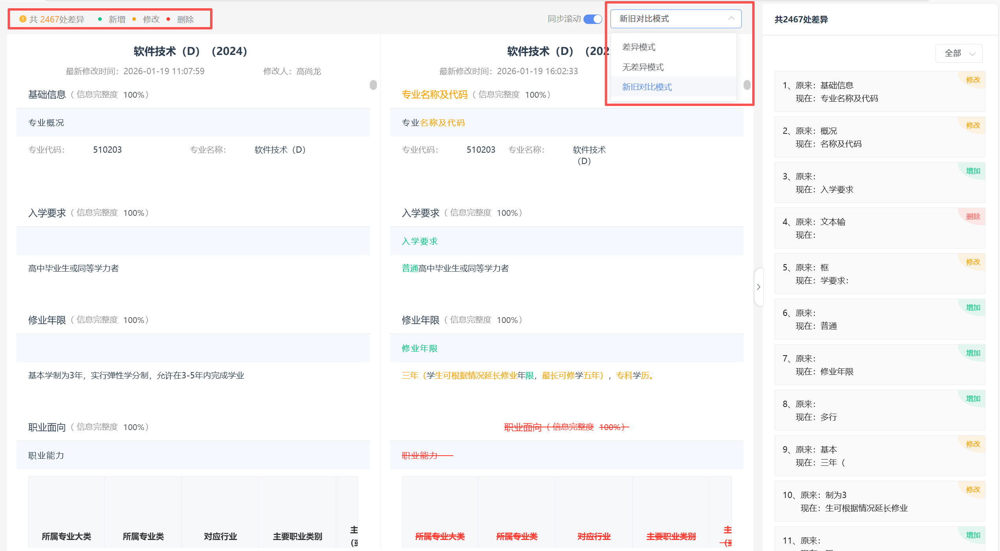 共 2467处差异 新增 修改 删除
同步滚动 新旧对比模式
差异模式
无差异模式
新旧对比模式
软件技术（D）（2024）
最新修改时间：2026-01-19 11:07:59 修改人：高尚龙
基础信息（ 信息完整度 100%）
专业概况
专业代码： 510203 专业名称： 软件技术（D）
入学要求（ 信息完整度 100%）
高中毕业生或同等学力者
修业年限（ 信息完整度 100%）
基本学制为3年，实行弹性学分制，允许在3-5年内完成学业
职业面向（ 信息完整度 100%）
职业能力
所属专业大类 所属专业类 对应行业 主要职业类别 主
软件技术（D）（202
最新修改时间：2026-01-19 16:02:33
专业名称及代码（ 信息完整度 100%）
专业名称及代码
专业代码： 510203 专业名称： 软件技术
（D）
入学要求（ 信息完整度 100%）
入学要求
普通高中毕业生或同等学力者
修业年限（ 信息完整度 100%）
修业年限
三年（学生可根据情况延长修业年限，最长可修学五年），专科学历。
职业面向（ 信息完整度 100%）
职业能力
所属专业大类 所属专业类 对应行业 主要职业类别 主
共2467处差异
全部
修改
1、原来：基础信息
现在：专业名称及代码
修改
2、原来：概况
现在：名称及代码
增加
3、原来：
现在：入学要求
删除
4、原来：文本输
现在：
修改
5、原来：框
现在：学要求：
增加
6、原来：
现在：普通
增加
7、原来：
现在：修业年限
增加
8、原来：
现在：多行
修改
9、原来：基本
现在：三年（
修改
10、原来：制为3
现在：生可根据情况延长修业
增加
11、原来：